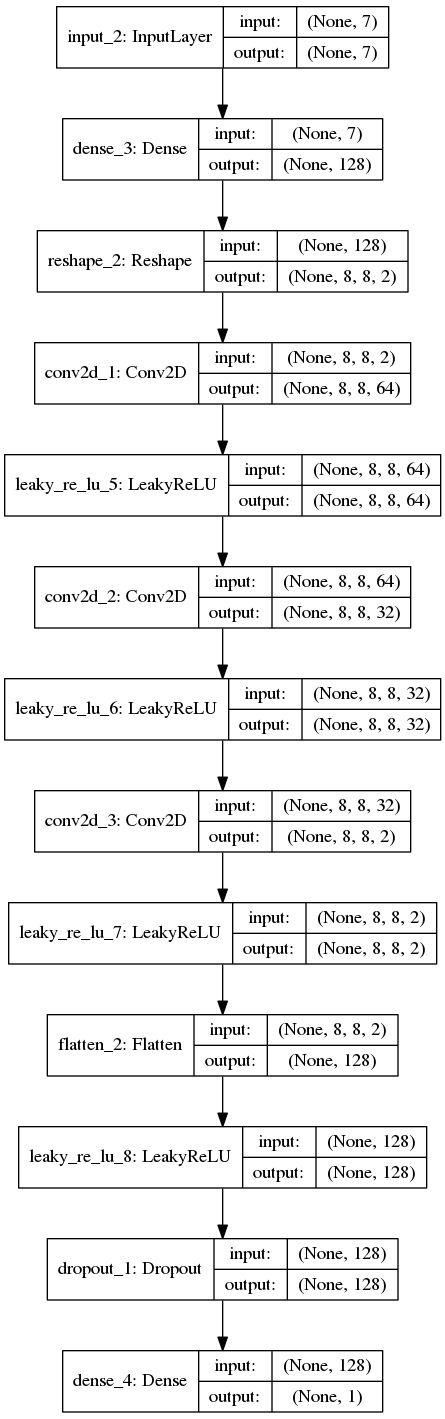 input_2: InputLayer
input: (None, 7)
output: (None, 7)
dense_3: Dense
input: (None, 7)
output: (None, 128)
reshape_2: Reshape
input: (None, 128)
output: (None, 8, 8, 2)
conv2d_1: Conv2D
input: (None, 8, 8, 2)
output: (None, 8, 8, 64)
leaky_re_lu_5: LeakyReLU
input: (None, 8, 8, 64)
output: (None, 8, 8, 64)
conv2d_2: Conv2D
input: (None, 8, 8, 64)
output: (None, 8, 8, 32)
leaky_re_lu_6: LeakyReLU
input: (None, 8, 8, 32)
output: (None, 8, 8, 32)
conv2d_3: Conv2D
input: (None, 8, 8, 32)
output: (None, 8, 8, 2)
leaky_re_lu_7: LeakyReLU
input: (None, 8, 8, 2)
output: (None, 8, 8, 2)
flatten_2: Flatten
input: (None, 8, 8, 2)
output: (None, 128)
leaky_re_lu_8: LeakyReLU
input: (None, 128)
output: (None, 128)
dropout_1: Dropout
input: (None, 128)
output: (None, 128)
dense_4: Dense
input: (None, 128)
output: (None, 1)